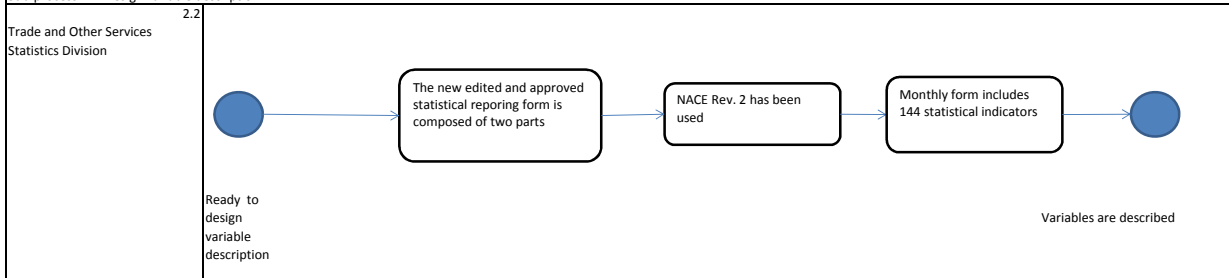 2.2
Trade and Other Services
Statistics Division
The new edited and approved
statistical reporing form is
composed of two parts
NACE Rev. 2 has been
used
Monthly form includes
144 statistical indicators
Ready to
design
variable
description
Variables are described